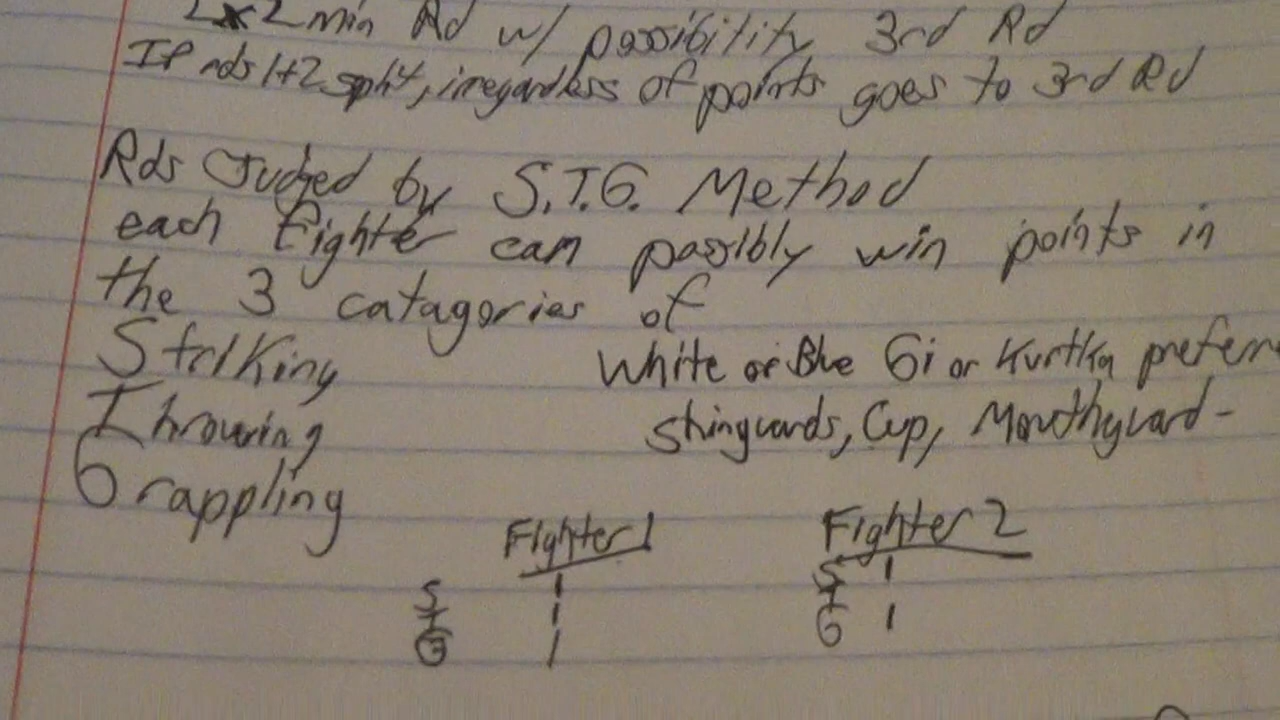 2x2 min Rd w/ possibility 3rd Rd
If rds 1+2 split, irregardless of points goes to 3rd Rd
Rds Judged by S.T.G. Method
each fighter can possibly win points in
the 3 catagories of
Striking
Throwing
Grappling
White or Blue Gi or Kurtka
shinguards, Cup, Mouthguard -
Fighter 1
S 1
T 1
G 1
Fighter 2
S 1
T
G 1